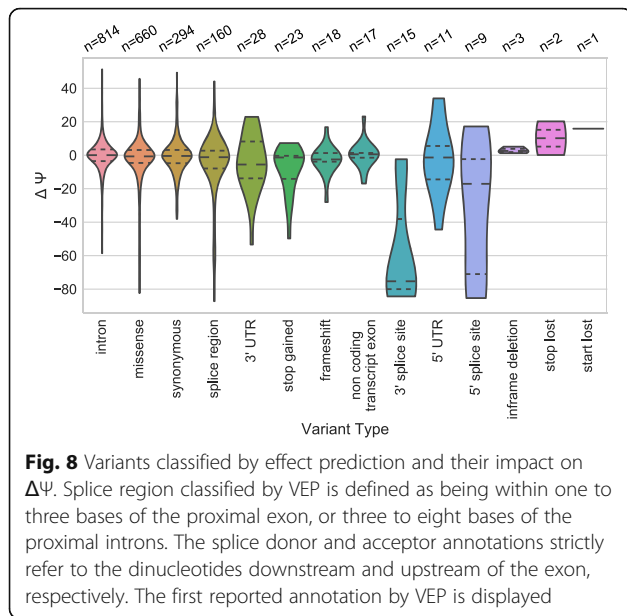 n=814 n=660 n=294 n=160 n=28 n=23 n=18 n=17 n=15 n=11 n=9 n=3 n=2 n=1
40
20
0
−20
−40
−60
−80
Δ Ψ
intron
missense
synonymous
splice region
3' UTR
stop gained
frameshift
non coding
transcript exon
3' splice site
5' UTR
5' splice site
inframe deletion
stop lost
start lost
Variant Type
Fig. 8 Variants classified by effect prediction and their impact on
ΔΨ. Splice region classified by VEP is defined as being within one to
three bases of the proximal exon, or three to eight bases of the
proximal introns. The splice donor and acceptor annotations strictly
refer to the dinucleotides downstream and upstream of the exon,
respectively. The first reported annotation by VEP is displayed